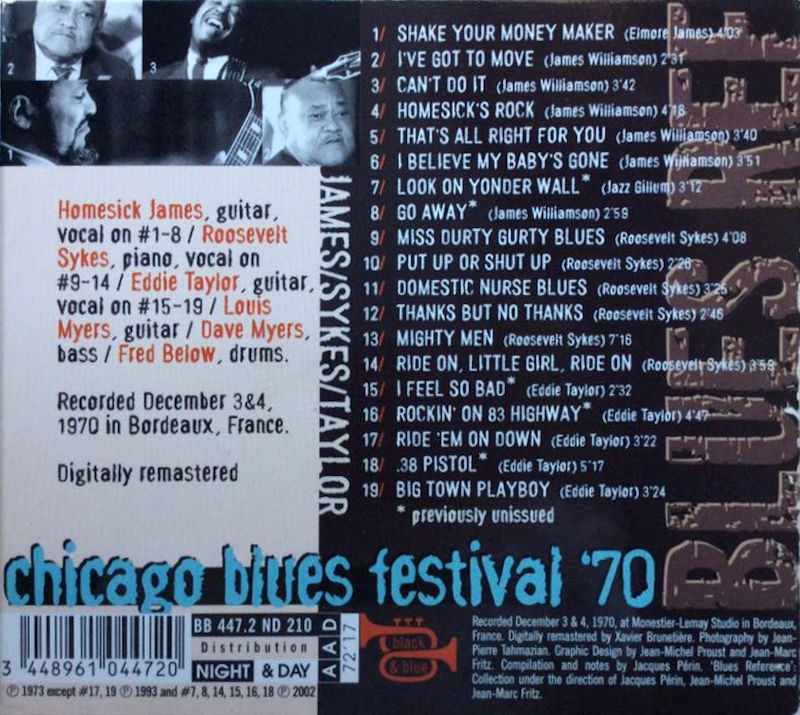 2
3
1
Homesick James, guitar,
vocal on #1-8 / Roosevelt
Sykes, piano, vocal on
#9-14 / Eddie Taylor, guitar,
vocal on #15-19 / Louis
Myers, guitar / Dave Myers,
bass / Fred Below, drums.
Recorded December 3&4,
1970 in Bordeaux, France.
Digitally remastered
JAMES/SYKES/TAYLOR
1/ SHAKE YOUR MONEY MAKER (Elmore James) 4'03
2/ I'VE GOT TO MOVE (James Williamson) 2'31
3/ CAN'T DO IT (James Williamson) 3'42
4/ HOMESICK'S ROCK (James Williamson) 4'18
5/ THAT'S ALL RIGHT FOR YOU (James Williamson) 3'40
6/ I BELIEVE MY BABY'S GONE (James Williamson) 3'51
7/ LOOK ON YONDER WALL* (Jazz Gillum) 3'12
8/ GO AWAY* (James Williamson) 2'59
9/ MISS DURTY GURTY BLUES (Roosevelt Sykes) 4'08
10/ PUT UP OR SHUT UP (Roosevelt Sykes) 2'26
11/ DOMESTIC NURSE BLUES (Roosevelt Sykes) 3'25
12/ THANKS BUT NO THANKS (Roosevelt Sykes) 2'46
13/ MIGHTY MEN (Roosevelt Sykes) 7'16
14/ RIDE ON, LITTLE GIRL, RIDE ON (Roosevelt Sykes) 3'59
15/ I FEEL SO BAD* (Eddie Taylor) 2'32
16/ ROCKIN' ON 83 HIGHWAY* (Eddie Taylor) 4'47
17/ RIDE 'EM ON DOWN (Eddie Taylor) 3'22
18/ .38 PISTOL* (Eddie Taylor) 5'17
19/ BIG TOWN PLAYBOY (Eddie Taylor) 3'24
* previously unissued
BLUES REF
chicago blues festival '70
BB 447.2 ND 210
Distribution
NIGHT & DAY
AAD
72'17
3 448961 044720
℗ 1973 except #17, 19 ℗ 1993 and #7, 8, 14, 15, 16, 18 ℗ 2002
black
& blue
Recorded December 3 & 4, 1970, at Monestier-Lemay Studio in Bordeaux,
France. Digitally remastered by Xavier Brunetière. Photography by Jean-
Pierre Tahmazian. Graphic Design by Jean-Michel Proust and Jean-Marc
Fritz. Compilation and notes by Jacques Périn, 'Blues Reference':
Collection under the direction of Jacques Périn, Jean-Michel Proust and
Jean-Marc Fritz.